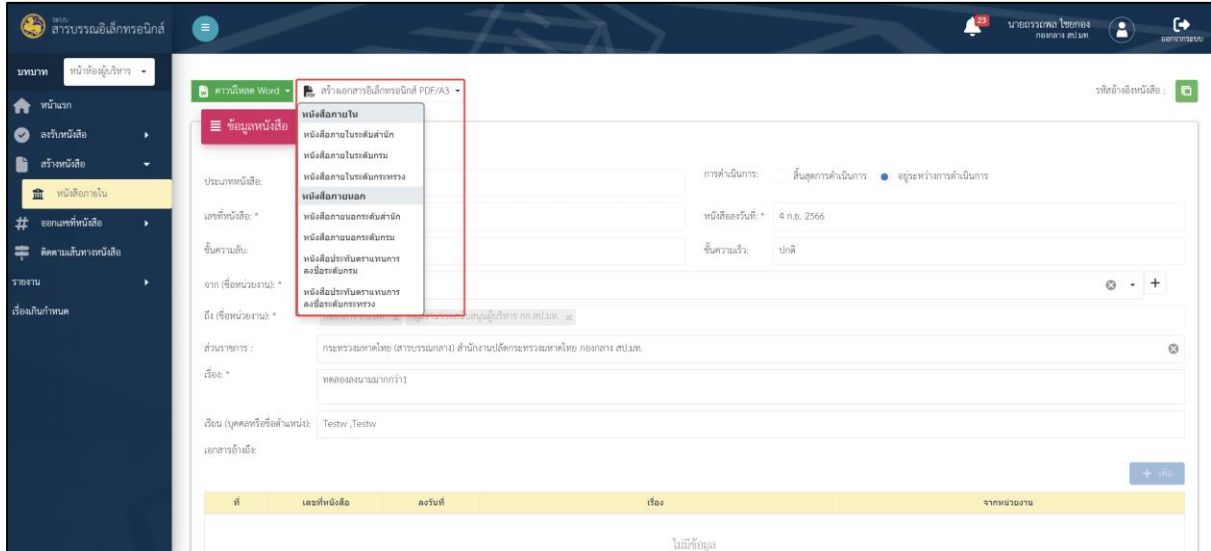 ระบบ
สารบรรณอิเล็กทรอนิกส์
23
นายอรรถพล ไชยทอง
กองกลาง สป.มท.
ออกจากระบบ
บทบาท หน้าห้องผู้บริหาร
หน้าแรก
ลงรับหนังสือ
สร้างหนังสือ
หนังสือภายใน
ออกเลขที่หนังสือ
ติดตามเส้นทางหนังสือ
รายงาน
เรื่องเกินกำหนด
ดาวน์โหลด Word
สร้างเอกสารอิเล็กทรอนิกส์ PDF/A3
รหัสอ้างอิงหนังสือ :
ข้อมูลหนังสือ
หนังสือภายใน
หนังสือภายในระดับสำนัก
หนังสือภายในระดับกรม
หนังสือภายในระดับกระทรวง
หนังสือภายนอก
หนังสือภายนอกระดับสำนัก
หนังสือภายนอกระดับกรม
หนังสือประทับตราแทนการ
ลงชื่อระดับกรม
หนังสือประทับตราแทนการ
ลงชื่อระดับกระทรวง
ประเภทหนังสือ:
การดำเนินการ: สิ้นสุดการดำเนินการ อยู่ระหว่างการดำเนินการ
เลขที่หนังสือ: *
หนังสือลงวันที่: * 4 ก.ย. 2566
ชั้นความลับ:
ชั้นความเร็ว: ปกติ
จาก (ชื่อหน่วยงาน): *
ถึง (ชื่อหน่วยงาน): *
ส่วนราชการ : กระทรวงมหาดไทย (สารบรรณกลาง) สำนักงานปลัดกระทรวงมหาดไทย กองกลาง สป.มท.
เรื่อง: * ทดลองลงนามมากกว่า1
เรียน (บุคคลหรือชื่อตำแหน่ง): Testw ,Testw
เอกสารอ้างถึง:
+ เพิ่ม
ที่ เลขที่หนังสือ ลงวันที่ เรื่อง จากหน่วยงาน
ไม่มีข้อมูล